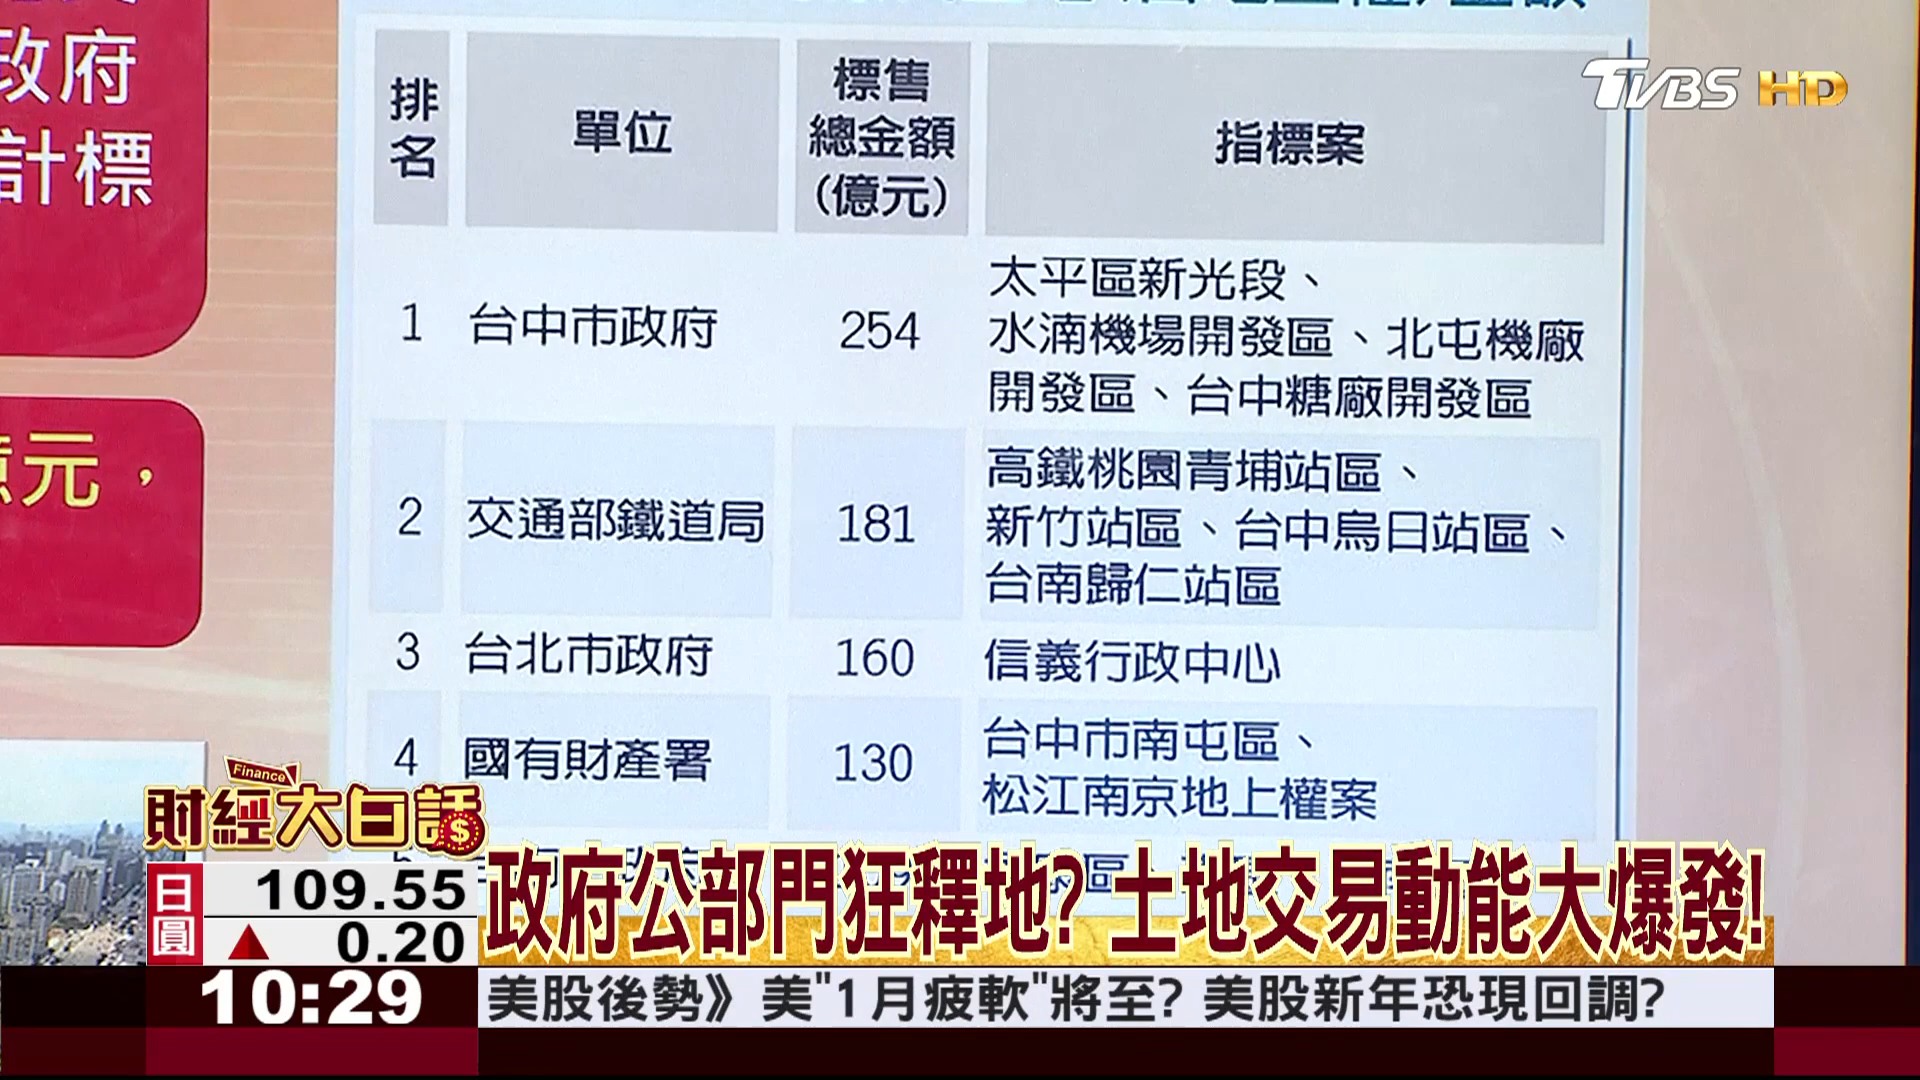 政府
計標
元，
排名
單位
標售
總金額
(億元)
指標案
1 台中市政府 254
太平區新光段、
水湳機場開發區、北屯機廠
開發區、台中糖廠開發區
2 交通部鐵道局 181
高鐵桃園青埔站區、
新竹站區、台中烏日站區、
台南歸仁站區
3 台北市政府 160 信義行政中心
4 國有財產署 130
台中市南屯區、
松江南京地上權案
TVBS HD
Finance
財經大白話
日圓
109.55
▲ 0.20
政府公部門狂釋地? 土地交易動能大爆發!
10:29
美股後勢》美"1月疲軟"將至? 美股新年恐現回調?